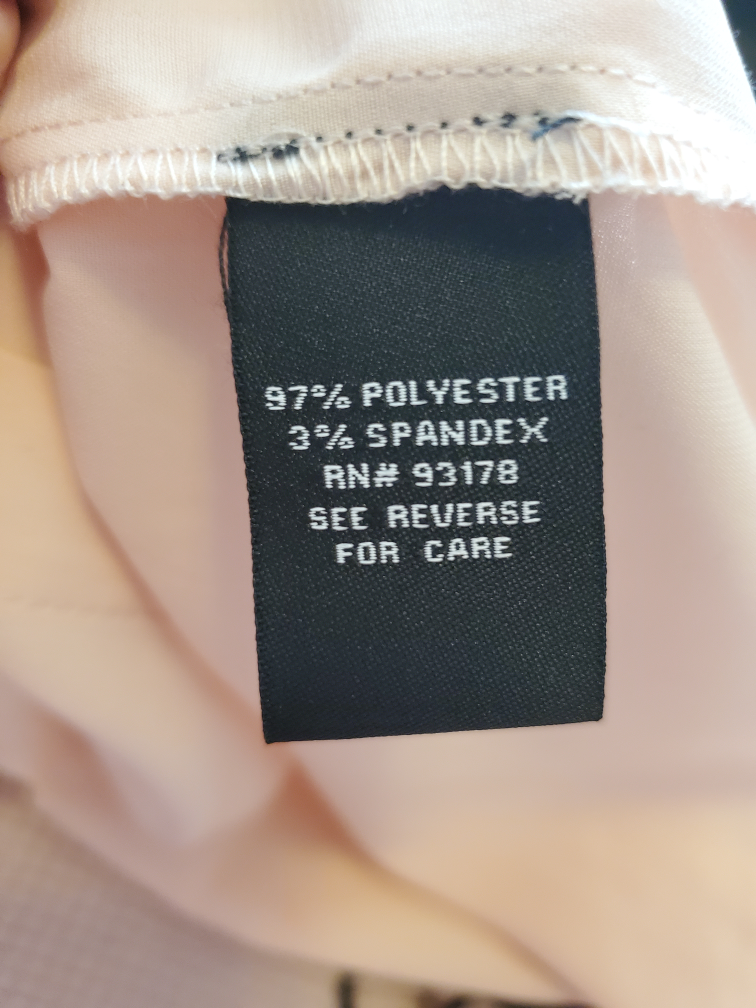 97% POLYESTER
3% SPANDEX
RN# 93178
SEE REVERSE
FOR CARE